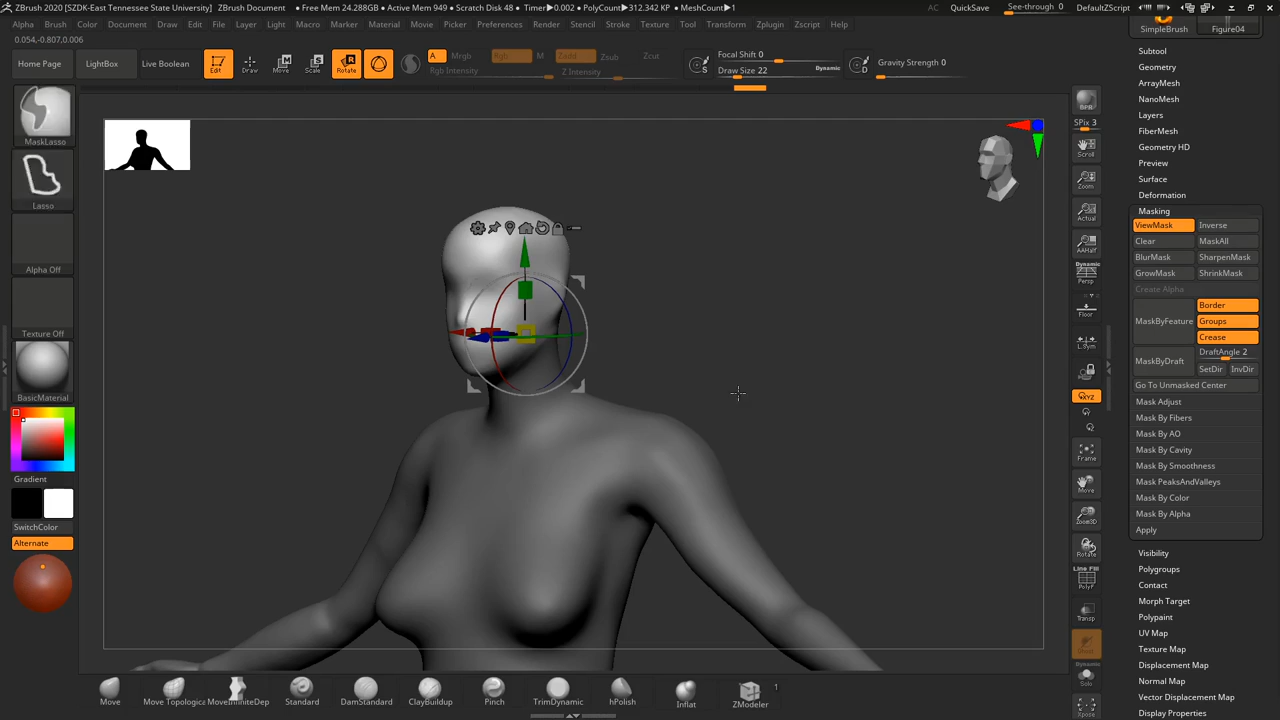 ZBrush 2020 [SZDK-East Tennessee State University] ZBrush Document • Free Mem 24.288GB • Active Mem 949 • Scratch Disk 48 • Timer▶0.002 • PolyCount▶312.342 KP • MeshCount▶1 AC QuickSave See-through 0 Menus DefaultZScript
Alpha Brush Color Document Draw Edit File Layer Light Macro Marker Material Movie Picker Preferences Render Stencil Stroke Texture Tool Transform Zplugin Zscript
0.054,-0.807,0.006
SimpleBrush Figure04
Home Page LightBox Live Boolean Edit Draw Move Scale Rotate
A Mrgb Rgb M Zadd Zsub Zcut
Rgb Intensity Z Intensity
Focal Shift 0
Draw Size 22 Dynamic
Gravity Strength 0
MaskLasso
Lasso
Alpha Off
Texture Off
BasicMaterial
Gradient
SwitchColor
Alternate
BPR
SPix 3
Scroll
Zoom
Actual
AAHalf
Dynamic
Persp
Floor
L.Sym
XYZ
Frame
Move
Zoom3D
Rotate
Line Fill
PolyF
Transp
Ghost
Dynamic
Solo
Xpose
Subtool
Geometry
ArrayMesh
NanoMesh
Layers
FiberMesh
Geometry HD
Preview
Surface
Deformation
Masking
ViewMask Inverse
Clear MaskAll
BlurMask SharpenMask
GrowMask ShrinkMask
Create Alpha
MaskByFeature Border
Groups
Crease
MaskByDraft DraftAngle 2
SetDir InvDir
Go To Unmasked Center
Mask Adjust
Mask By Fibers
Mask By AO
Mask By Cavity
Mask By Smoothness
Mask PeaksAndValleys
Mask By Color
Mask By Alpha
Apply
Visibility
Polygroups
Contact
Morph Target
Polypaint
UV Map
Texture Map
Displacement Map
Normal Map
Vector Displacement Map
Display Properties
Move Move Topologic MoveInfiniteDep Standard DamStandard ClayBuildup Pinch TrimDynamic hPolish Inflat ZModeler 1